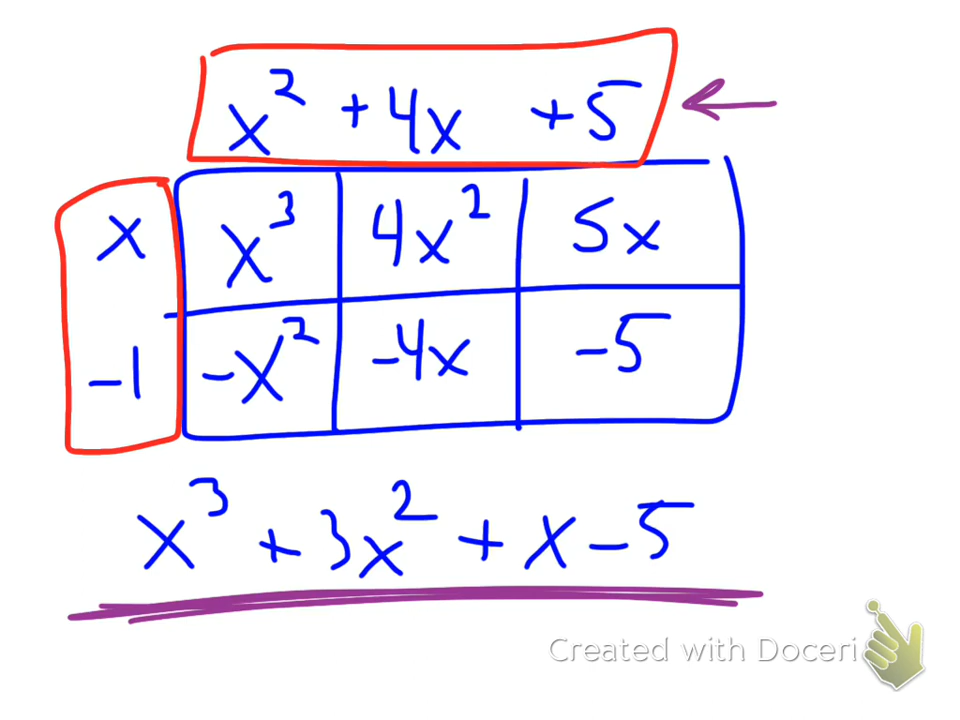 x² +4x +5
x x³ 4x² 5x
-1 -x² -4x -5
x³ +3x² + x - 5
Created with Doceri